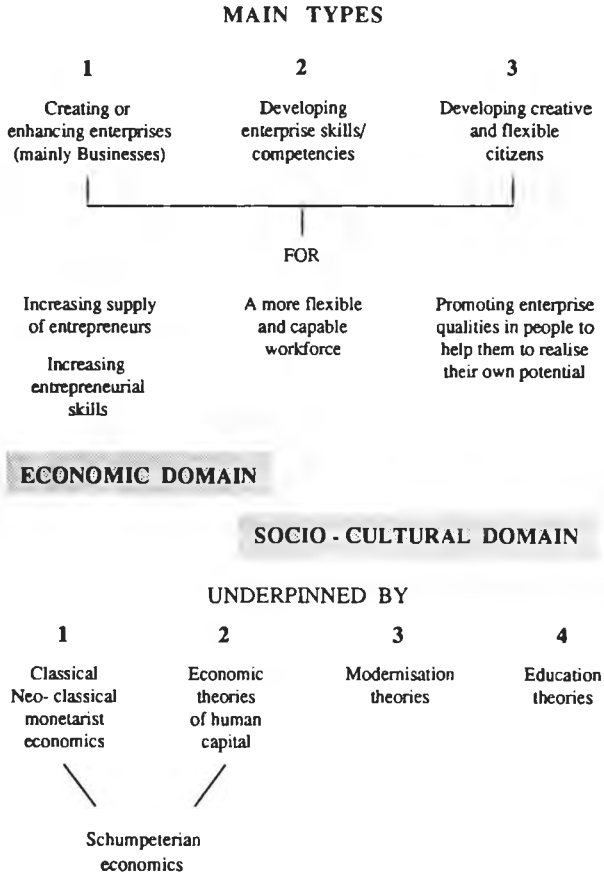 MAIN TYPES
1
Creating or
enhancing enterprises
(mainly Businesses)
2
Developing
enterprise skills/
competencies
3
Developing creative
and flexible
citizens
FOR
Increasing supply
of entrepreneurs
Increasing
entrepreneurial
skills
A more flexible
and capable
workforce
Promoting enterprise
qualities in people to
help them to realise
their own potential
ECONOMIC DOMAIN
SOCIO - CULTURAL DOMAIN
UNDERPINNED BY
1
Classical
Neo- classical
monetarist
economics
2
Economic
theories
of human
capital
3
Modernisation
theories
4
Education
theories
Schumpeterian
economics